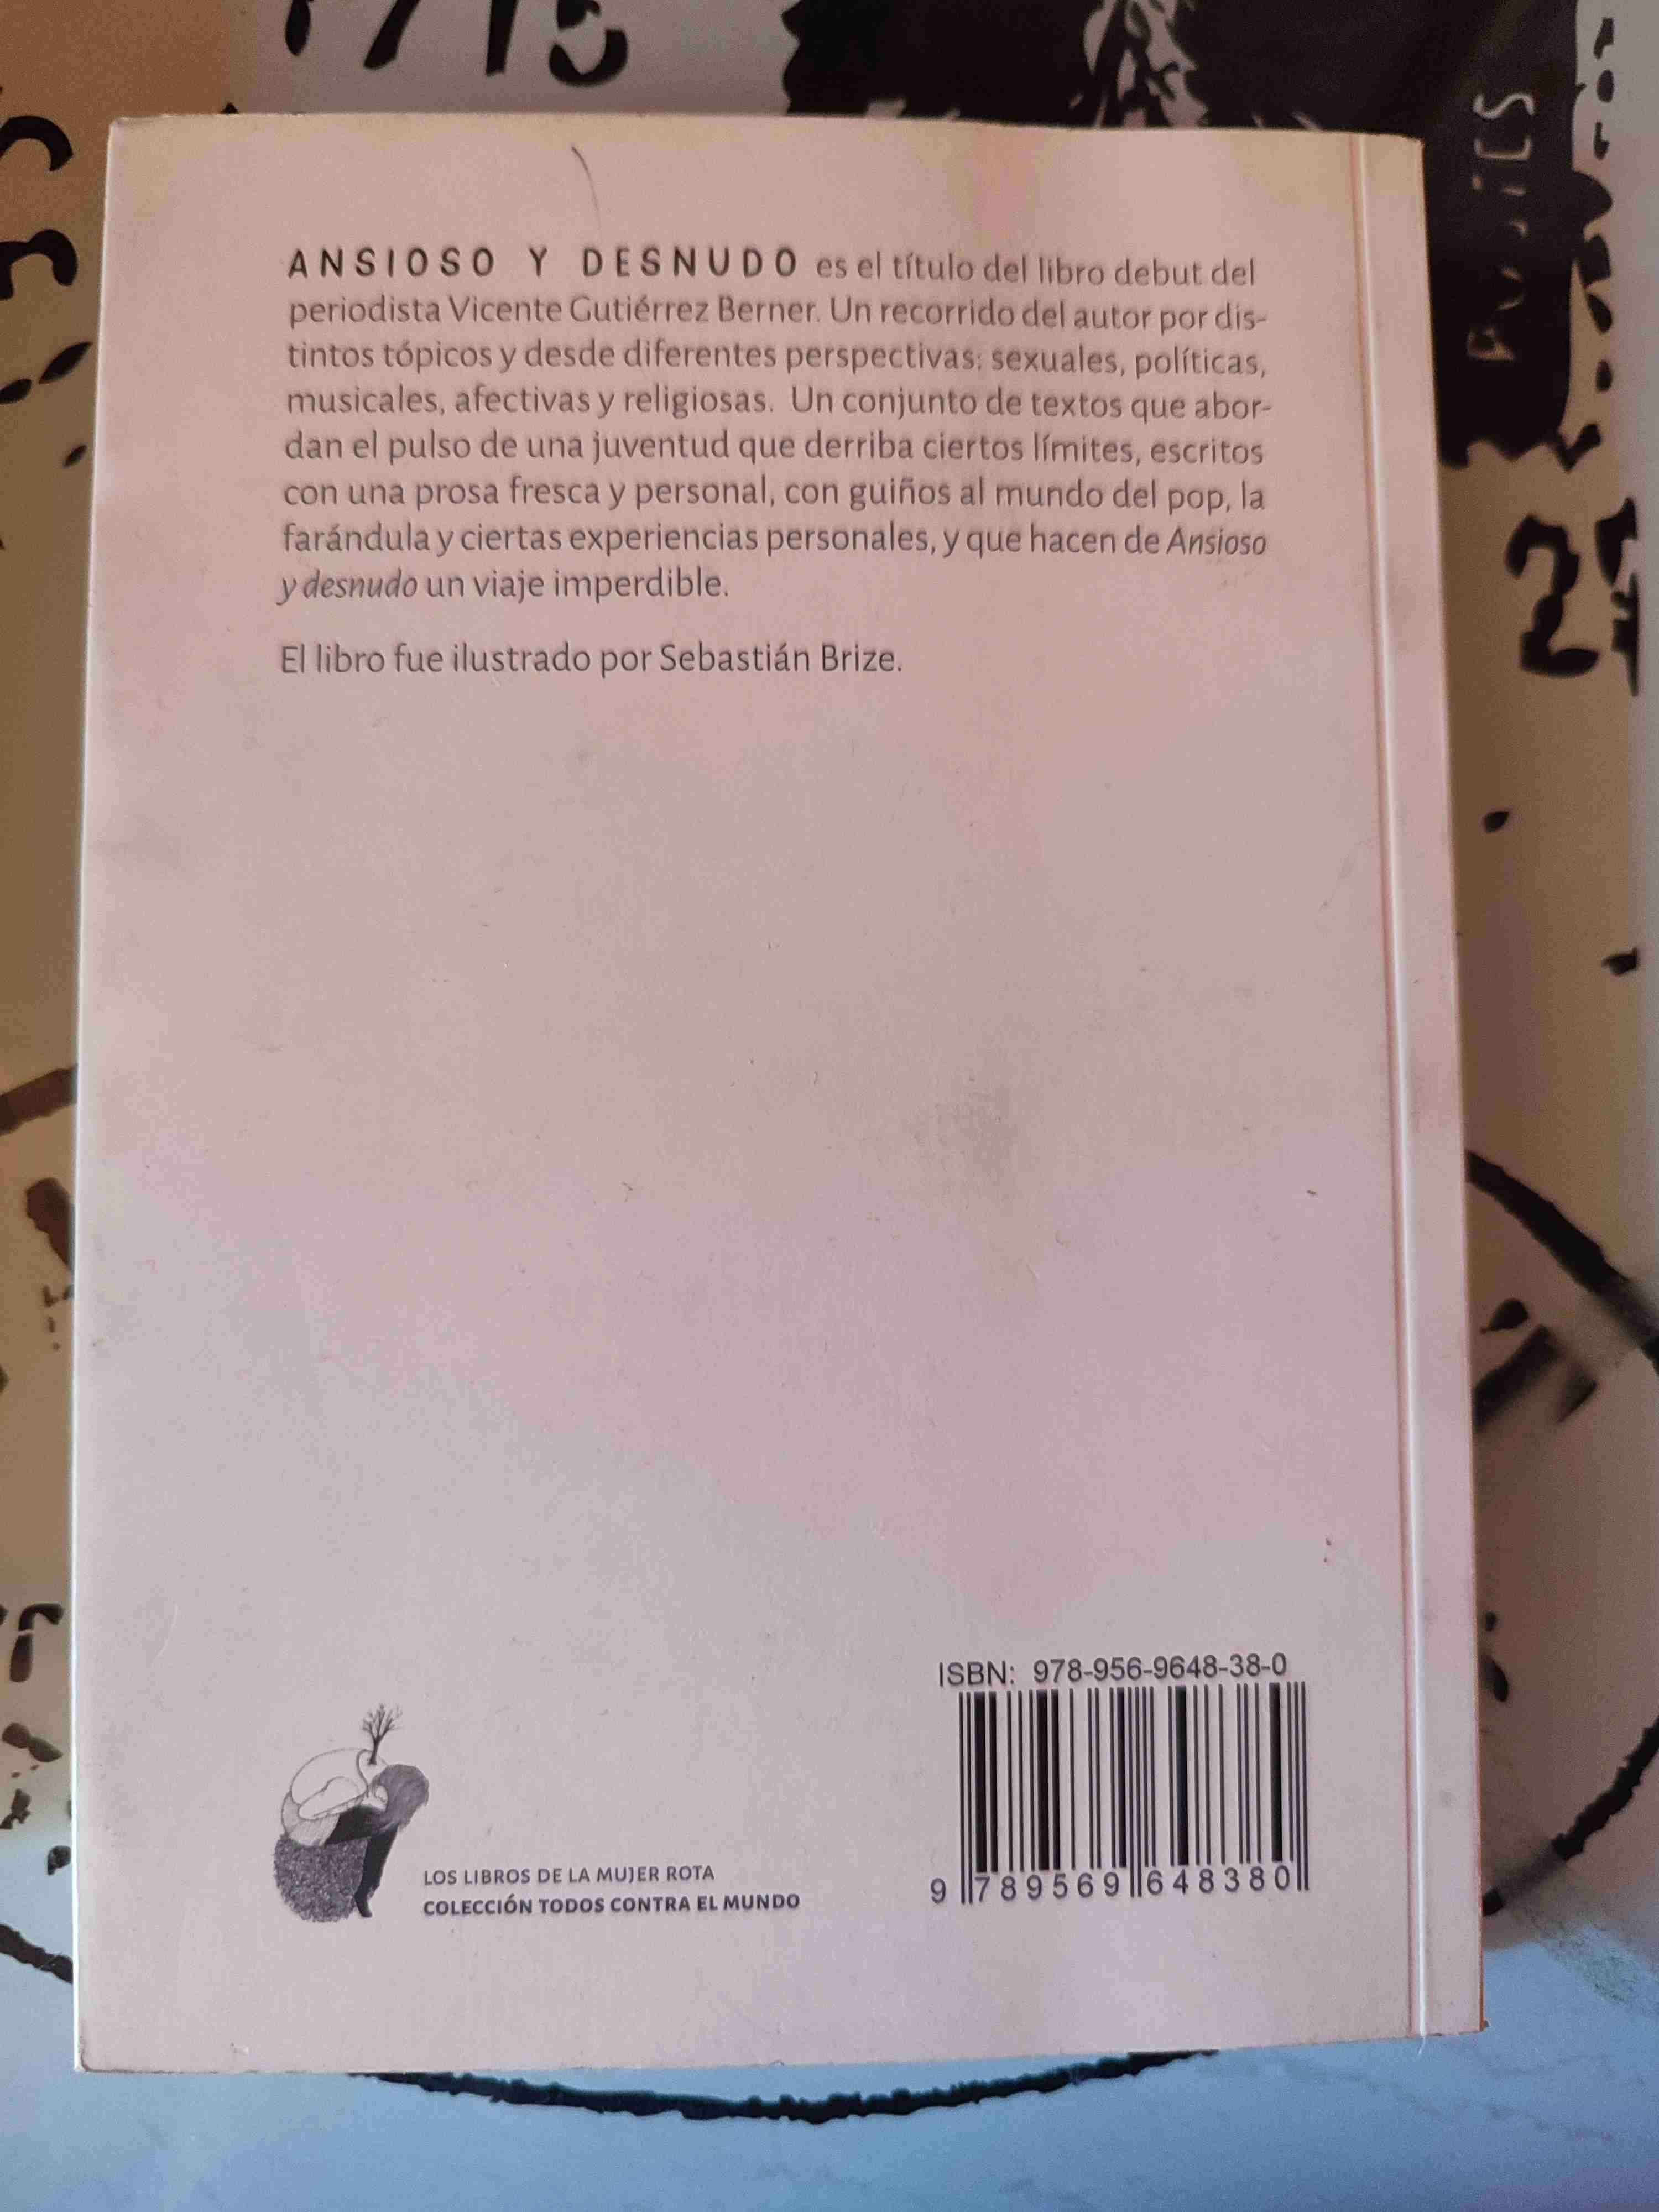 1715
Pugics
ANSIOSO Y DESNUDO es el título del libro debut del
periodista Vicente Gutiérrez Berner. Un recorrido del autor por dis-
tintos tópicos y desde diferentes perspectivas: sexuales, políticas,
musicales, afectivas y religiosas. Un conjunto de textos que abor-
dan el pulso de una juventud que derriba ciertos límites, escritos
con una prosa fresca y personal, con guiños al mundo del pop, la
farándula y ciertas experiencias personales, y que hacen de Ansioso
y desnudo un viaje imperdible.
El libro fue ilustrado por Sebastián Brize.
ISBN: 978-956-9648-38-0
9 789569 648380
LOS LIBROS DE LA MUJER ROTA
COLECCIÓN TODOS CONTRA EL MUNDO